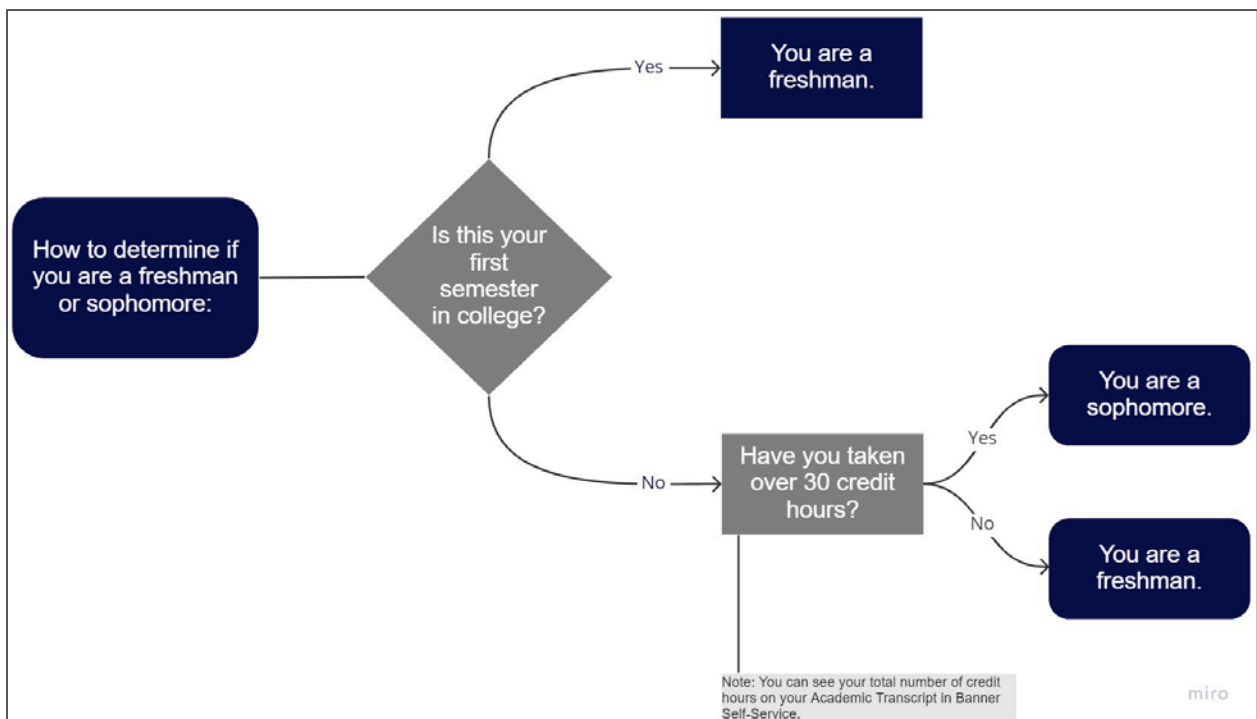 Yes
You are a
freshman.
How to determine if
you are a freshman
or sophomore:
Is this your
first
semester
in college?
No
Have you taken
over 30 credit
hours?
Yes
You are a
sophomore.
No
You are a
freshman.
Note: You can see your total number of credit
hours on your Academic Transcript in Banner
Self-Service.
miro